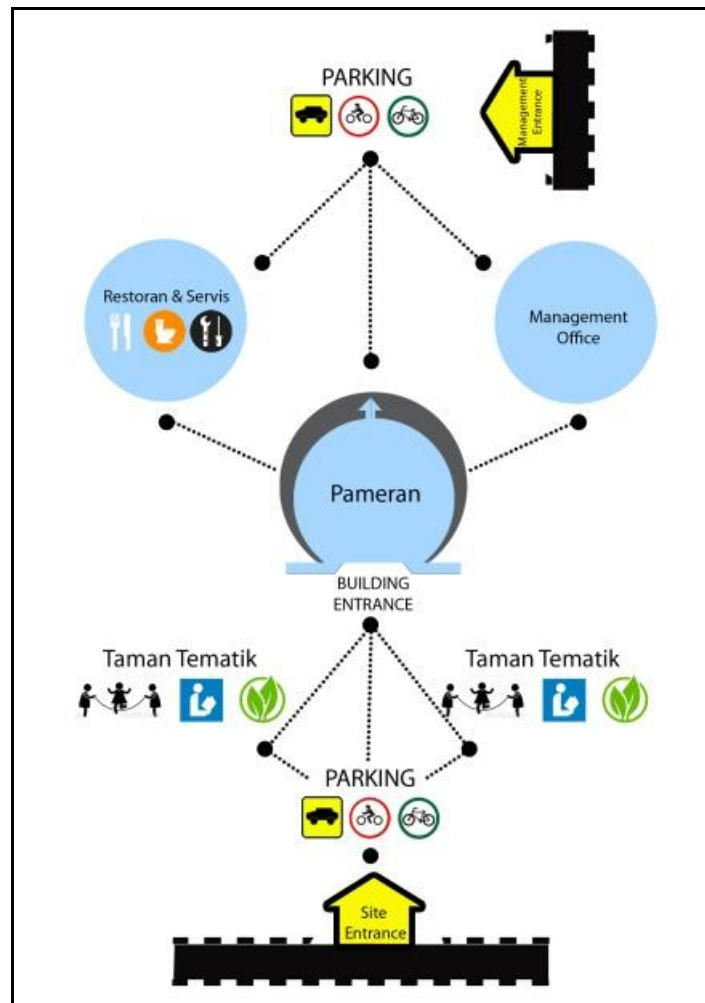 PARKING
Management
Entrance
Restoran & Servis
Management
Office
Pameran
BUILDING
ENTRANCE
Taman Tematik
Taman Tematik
PARKING
Site
Entrance